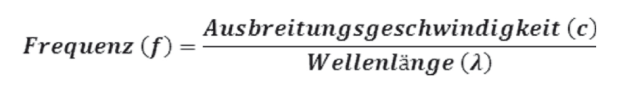 Frequenz (f) = Ausbreitungsgeschwindigkeit (c)
Wellenlänge (λ)